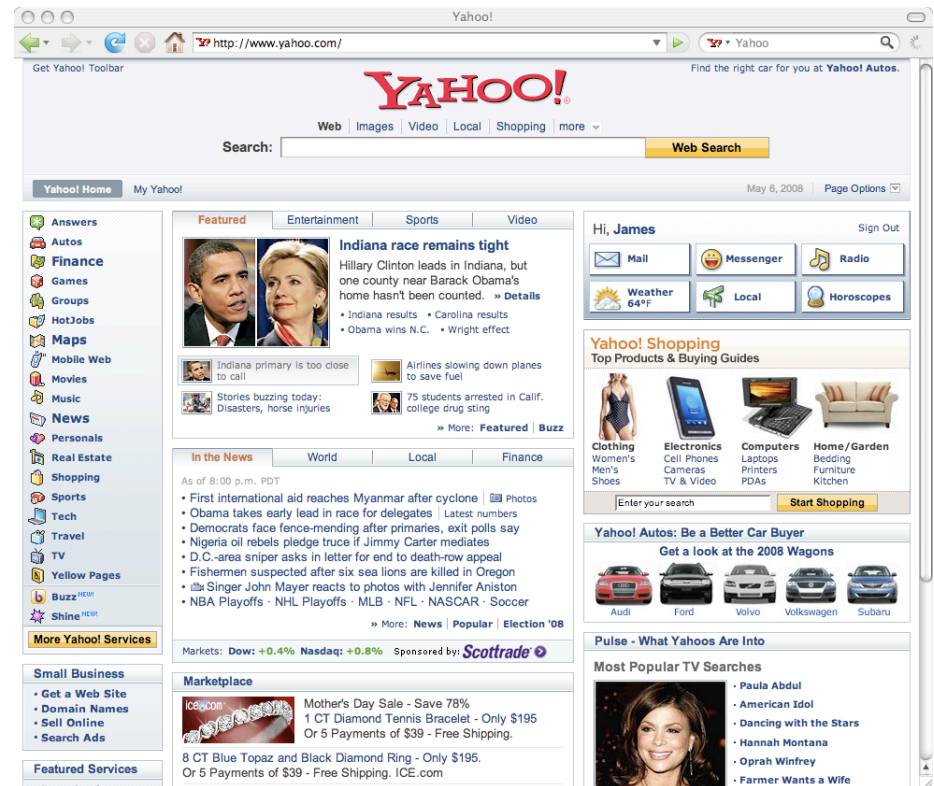 Yahoo!
http://www.yahoo.com/
Yahoo
Get Yahoo! Toolbar
Find the right car for you at Yahoo! Autos.
YAHOO!
Web Images Video Local Shopping more
Search:
Web Search
Yahoo! Home My Yahoo!
May 6, 2008 Page Options
Answers
Autos
Finance
Games
Groups
HotJobs
Maps
Mobile Web
Movies
Music
News
Personals
Real Estate
Shopping
Sports
Tech
Travel
TV
Yellow Pages
Buzz NEW!
Shine NEW!
More Yahoo! Services
Small Business
• Get a Web Site
• Domain Names
• Sell Online
• Search Ads
Featured Services
Featured Entertainment Sports Video
Indiana race remains tight
Hillary Clinton leads in Indiana, but
one county near Barack Obama's
home hasn't been counted. » Details
• Indiana results • Carolina results
• Obama wins N.C. • Wright effect
Indiana primary is too close
to call
Airlines slowing down planes
to save fuel
Stories buzzing today:
Disasters, horse injuries
75 students arrested in Calif.
college drug sting
» More: Featured | Buzz
In the News World Local Finance
As of 8:00 p.m. PDT
• First international aid reaches Myanmar after cyclone | Photos
• Obama takes early lead in race for delegates | Latest numbers
• Democrats face fence-mending after primaries, exit polls say
• Nigeria oil rebels pledge truce if Jimmy Carter mediates
• D.C.-area sniper asks in letter for end to death-row appeal
• Fishermen suspected after six sea lions are killed in Oregon
• Singer John Mayer reacts to photos with Jennifer Aniston
• NBA Playoffs · NHL Playoffs · MLB · NFL · NASCAR · Soccer
» More: News | Popular | Election '08
Markets: Dow: +0.4% Nasdaq: +0.8% Sponsored by: Scottrade
Marketplace
ice.com
Mother's Day Sale - Save 78%
1 CT Diamond Tennis Bracelet - Only $195
Or 5 Payments of $39 - Free Shipping.
8 CT Blue Topaz and Black Diamond Ring - Only $195.
Or 5 Payments of $39 - Free Shipping. ICE.com
Hi, James
Sign Out
Mail
Messenger
Radio
Weather
64°F
Local
Horoscopes
Yahoo! Shopping
Top Products & Buying Guides
Clothing
Women's
Men's
Shoes
Electronics
Cell Phones
Cameras
TV & Video
Computers
Laptops
Printers
PDAs
Home/Garden
Bedding
Furniture
Kitchen
Enter your search
Start Shopping
Yahoo! Autos: Be a Better Car Buyer
Get a look at the 2008 Wagons
Audi Ford Volvo Volkswagen Subaru
Pulse - What Yahoos Are Into
Most Popular TV Searches
· Paula Abdul
· American Idol
· Dancing with the Stars
· Hannah Montana
· Oprah Winfrey
· Farmer Wants a Wife